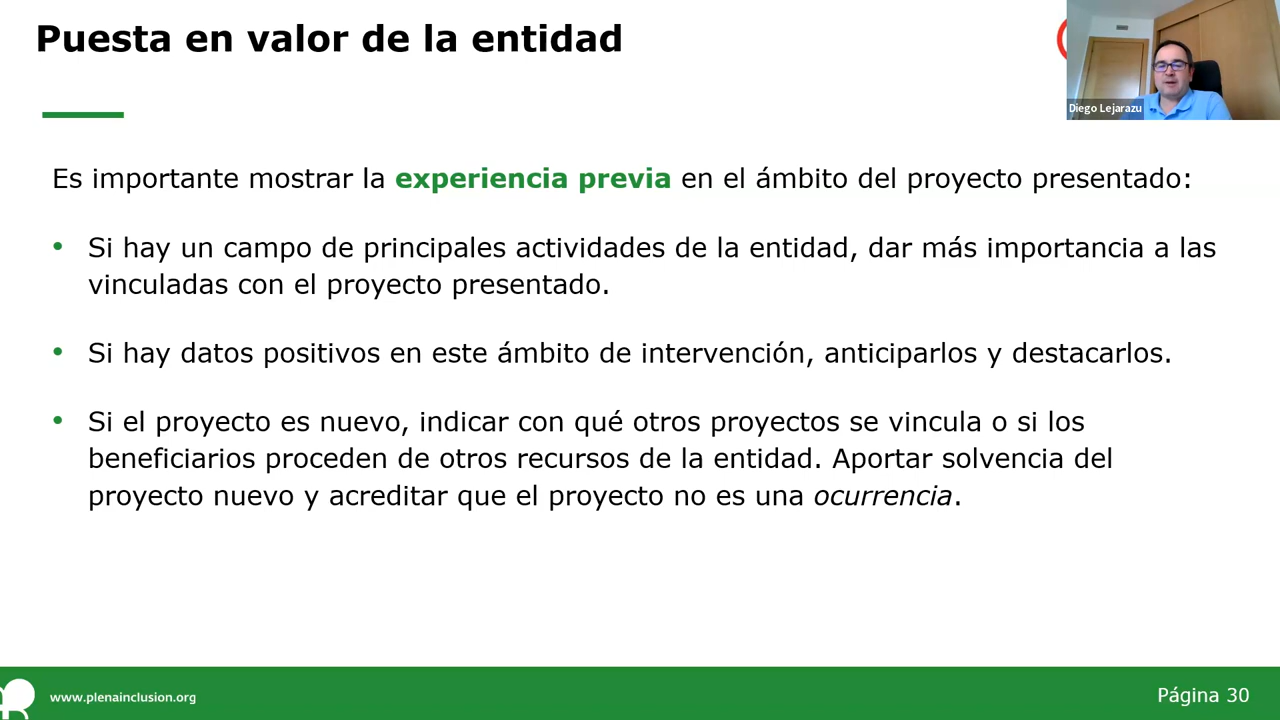 Puesta en valor de la entidad
Diego Lejarazu
Es importante mostrar la experiencia previa en el ámbito del proyecto presentado:
• Si hay un campo de principales actividades de la entidad, dar más importancia a las
vinculadas con el proyecto presentado.
• Si hay datos positivos en este ámbito de intervención, anticiparlos y destacarlos.
• Si el proyecto es nuevo, indicar con qué otros proyectos se vincula o si los
beneficiarios proceden de otros recursos de la entidad. Aportar solvencia del
proyecto nuevo y acreditar que el proyecto no es una ocurrencia.
www.plenainclusion.org
Página 30